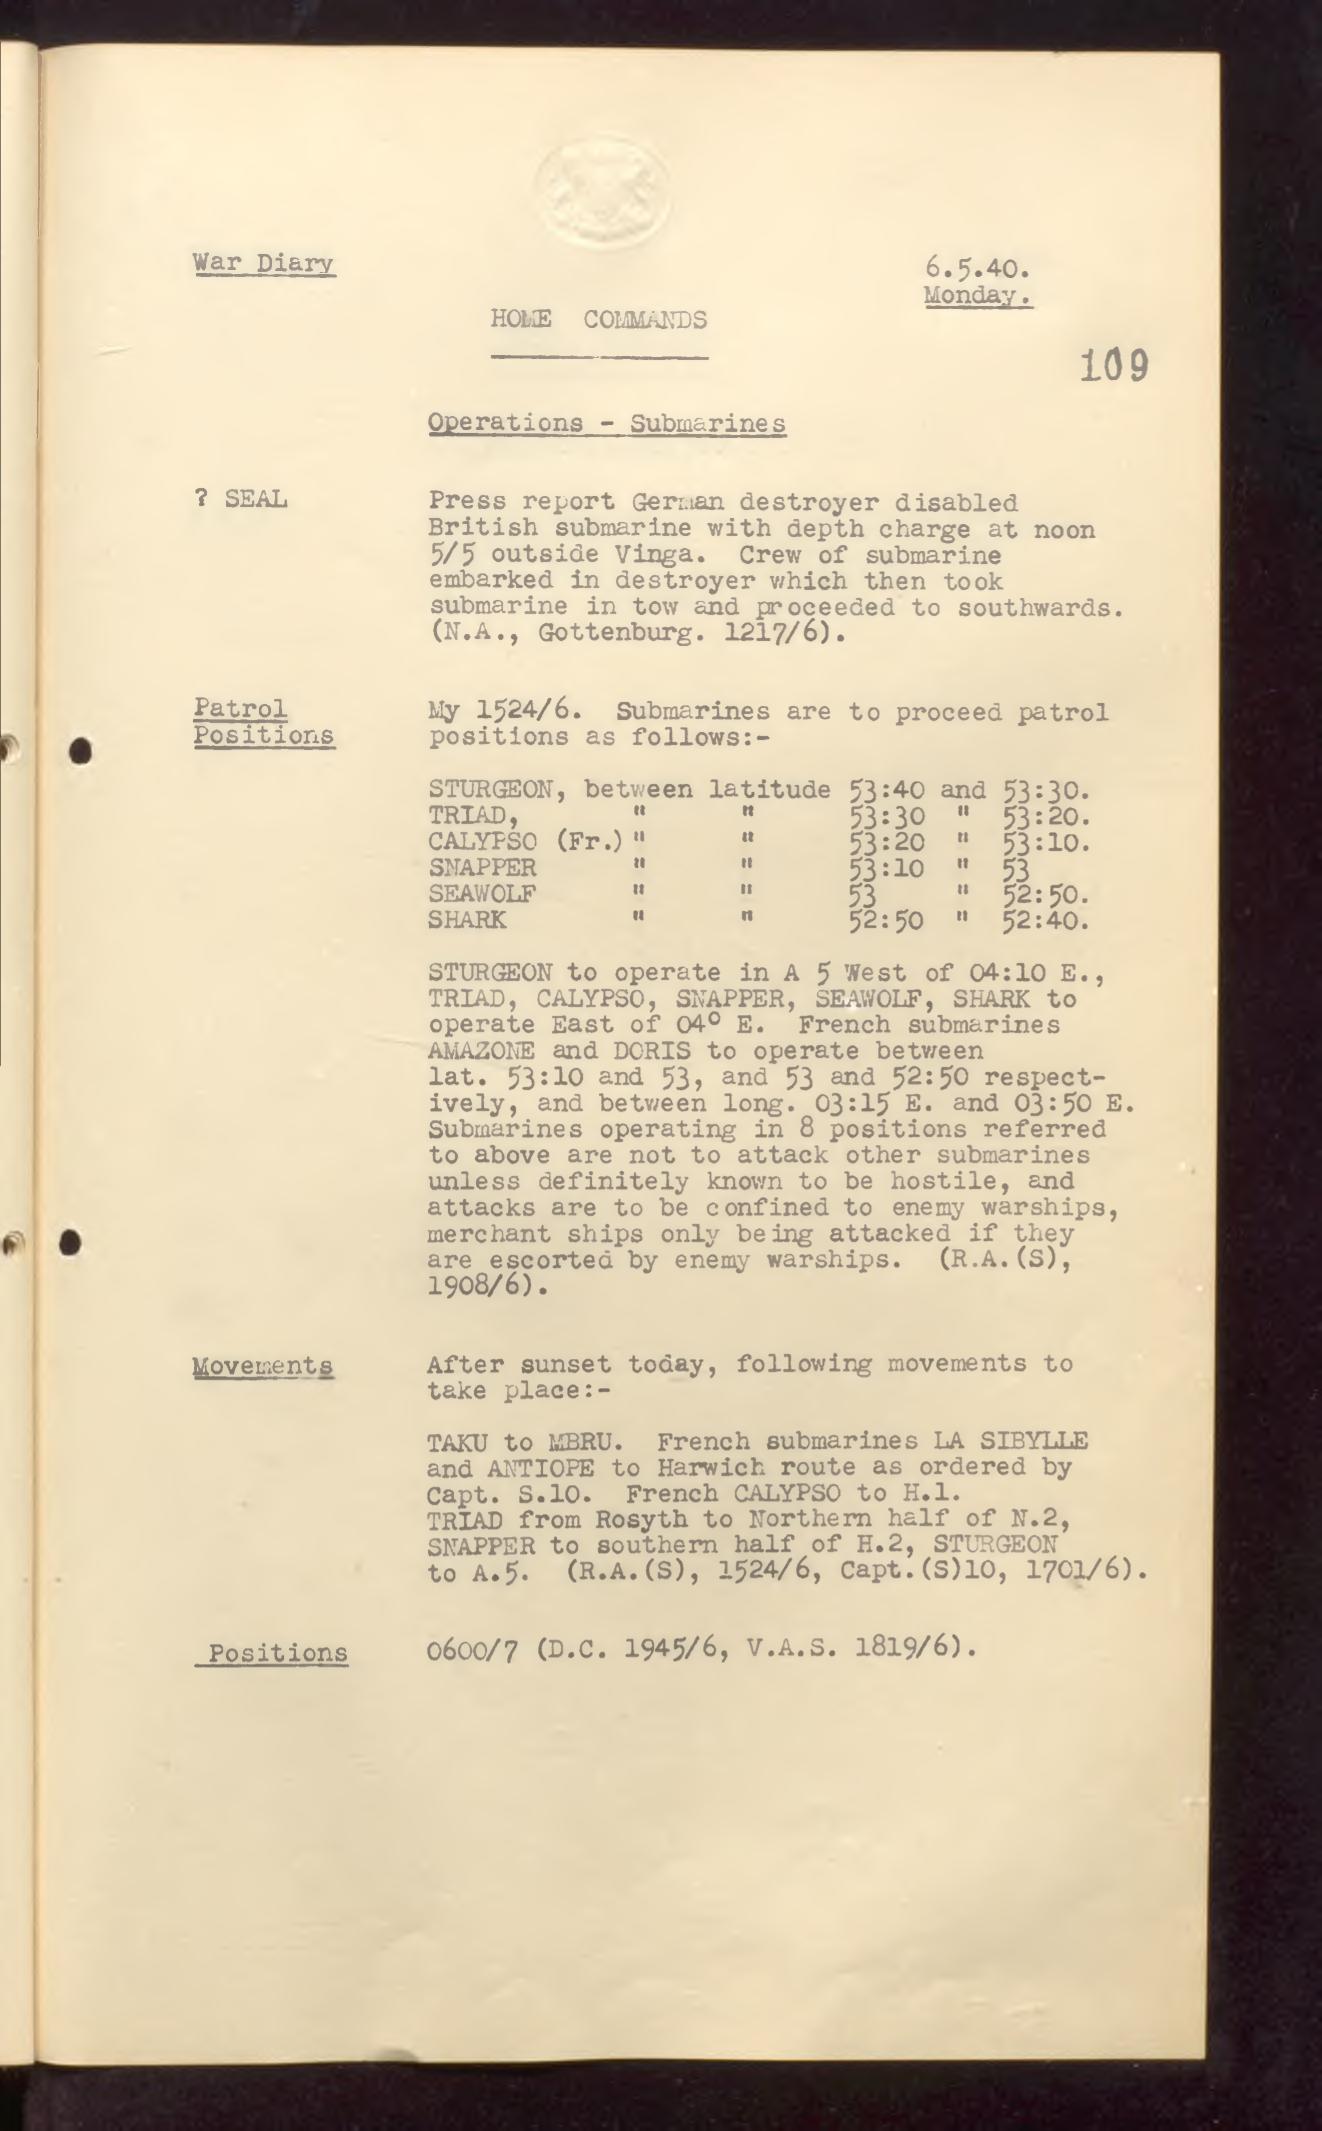 War Diary
6.5.40.
Monday.
HOME COMMANDS
109
Operations - Submarines
? SEAL
Press report German destroyer disabled
British submarine with depth charge at noon
5/5 outside Vinga. Crew of submarine
embarked in destroyer which then took
submarine in tow and proceeded to southwards.
(N.A., Gottenburg. 1217/6).
Patrol
Positions
My 1524/6. Submarines are to proceed patrol
positions as follows:-
STURGEON, between latitude 53:40 and 53:30.
TRIAD, " " 53:30 " 53:20.
CALYPSO (Fr.) " " 53:20 " 53:10.
SNAPPER " " 53:10 " 53
SEAWOLF " " 53 " 52:50.
SHARK " " 52:50 " 52:40.
STURGEON to operate in A 5 West of 04:10 E.,
TRIAD, CALYPSO, SNAPPER, SEAWOLF, SHARK to
operate East of 04° E. French submarines
AMAZONE and DORIS to operate between
lat. 53:10 and 53, and 53 and 52:50 respect-
ively, and between long. 03:15 E. and 03:50 E.
Submarines operating in 8 positions referred
to above are not to attack other submarines
unless definitely known to be hostile, and
attacks are to be confined to enemy warships,
merchant ships only being attacked if they
are escorted by enemy warships. (R.A.(S),
1908/6).
Movements
After sunset today, following movements to
take place:-
TAKU to MBRU. French submarines LA SIBYLLE
and ANTIOPE to Harwich route as ordered by
Capt. S.10. French CALYPSO to H.1.
TRIAD from Rosyth to Northern half of N.2,
SNAPPER to southern half of H.2, STURGEON
to A.5. (R.A.(S), 1524/6, Capt.(S)10, 1701/6).
Positions
0600/7 (D.C. 1945/6, V.A.S. 1819/6).